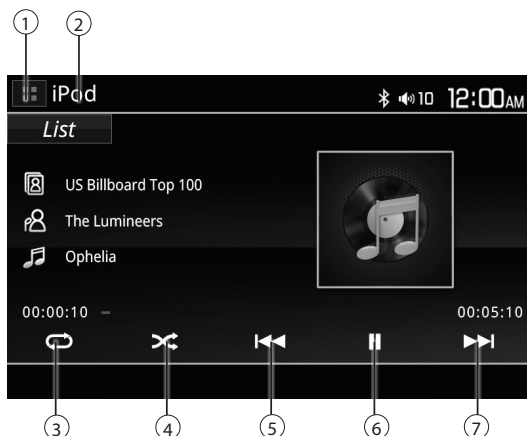 1 2
iPod 10 12:00AM
List
US Billboard Top 100
The Lumineers
Ophelia
00:00:10 00:05:10
3 4 5 6 7